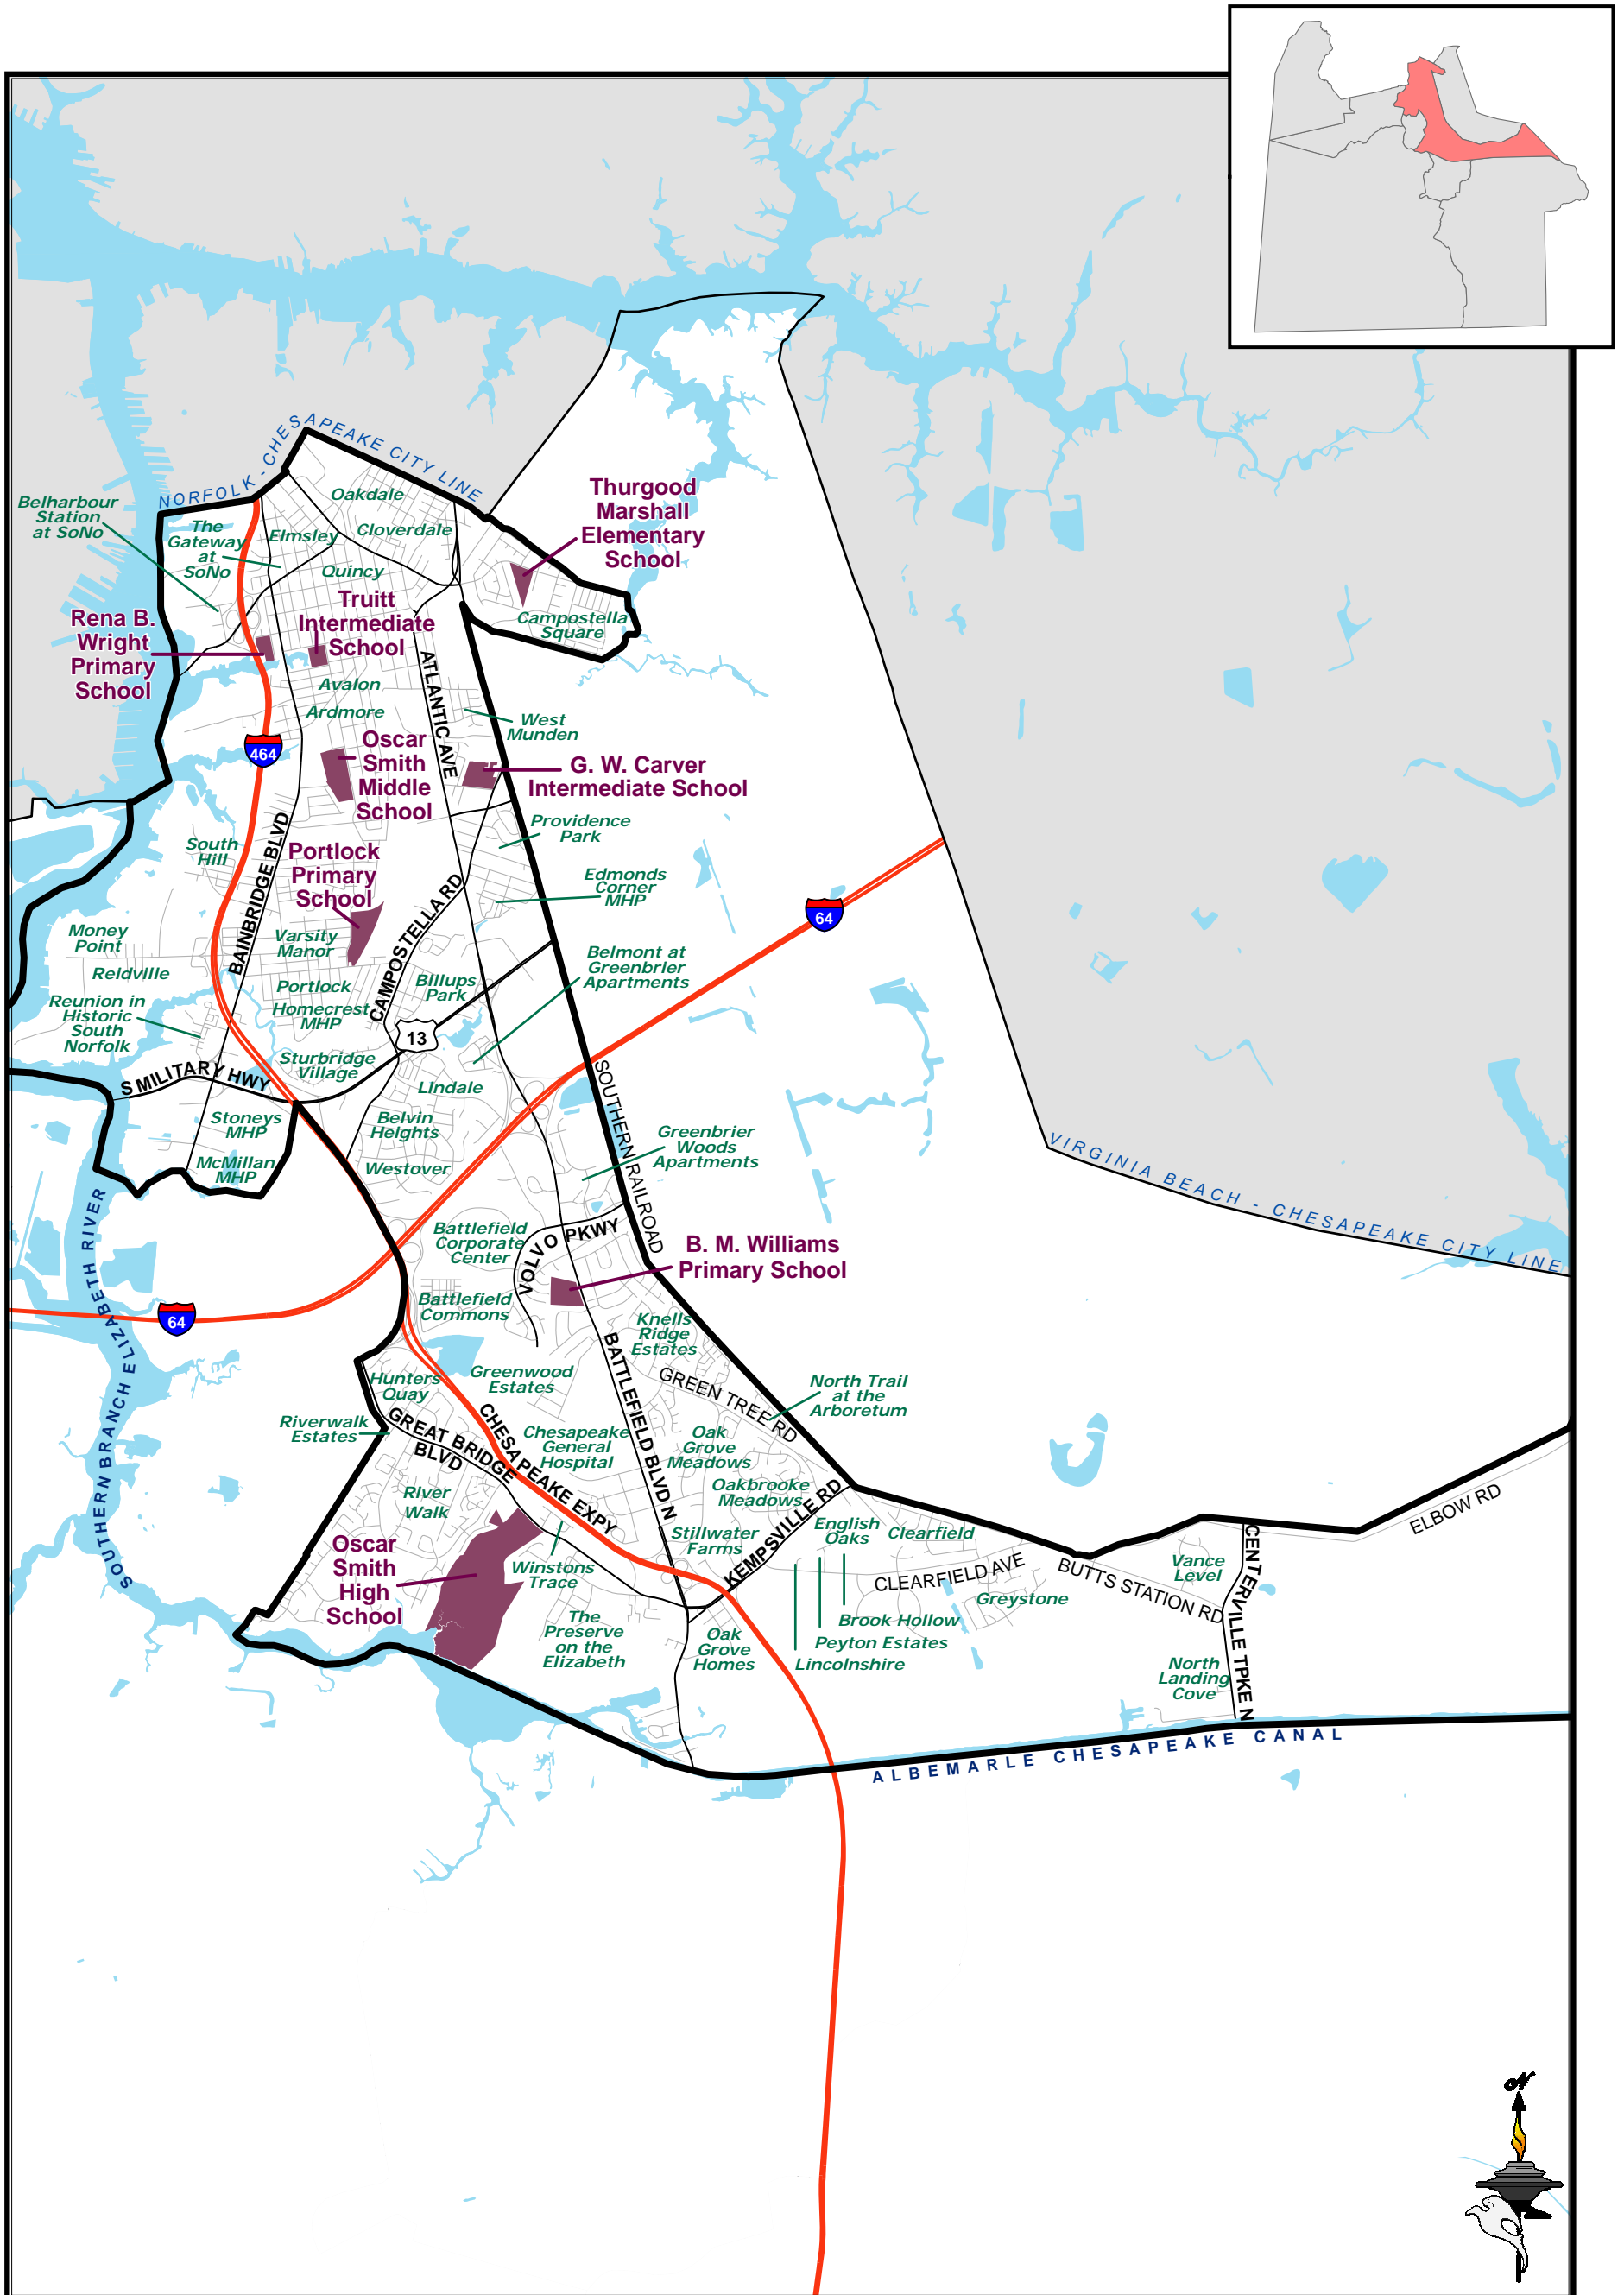 NORFOLK - CHESAPEAKE CITY LINE
Belharbour
Station
at SoNo
The
Gateway
at
SoNo
Oakdale
Elmsley
Cloverdale
Quincy
Thurgood
Marshall
Elementary
School
Campostella
Square
Truitt
Intermediate
School
Rena B.
Wright
Primary
School
Avalon
Ardmore
ATLANTIC AVE
West
Munden
464
Oscar
Smith
Middle
School
G. W. Carver
Intermediate School
Providence
Park
South
Hill
BAINBRIDGE BLVD
Portlock
Primary
School
Edmonds
Corner
MHP
CAMPOSTELLA RD
64
Money
Point
Reidville
Varsity
Manor
Belmont at
Greenbrier
Apartments
Reunion in
Historic
South
Norfolk
Portlock
Homecrest
MHP
Billups
Park
13
Sturbridge
Village
S MILITARY HWY
Lindale
SOUTHERN RAILROAD
Stoneys
MHP
Belvin
Heights
McMillan
MHP
Westover
Greenbrier
Woods
Apartments
VIRGINIA BEACH - CHESAPEAKE CITY LINE
SOUTHERN BRANCH ELIZABETH RIVER
Battlefield
Corporate
Center
VOLVO PKWY
B. M. Williams
Primary School
64
Battlefield
Commons
Knells
Ridge
Estates
BATTLEFIELD BLVD N
Hunters
Quay
Greenwood
Estates
GREEN TREE RD
North Trail
at the
Arboretum
Riverwalk
Estates
GREAT BRIDGE
BLVD
CHESAPEAKE EXPY
Chesapeake
General
Hospital
Oak
Grove
Meadows
River
Walk
Oakbrooke
Meadows
KEMPSVILLE RD
ELBOW RD
Oscar
Smith
High
School
Winstons
Trace
Stillwater
Farms
English
Oaks
Clearfield
CLEARFIELD AVE
BUTTS STATION RD
Vance
Level
CENTERVILLE TPKE N
Greystone
The
Preserve
on the
Elizabeth
Oak
Grove
Homes
Brook Hollow
Peyton Estates
Lincolnshire
North
Landing
Cove
ALBEMARLE CHESAPEAKE CANAL
N